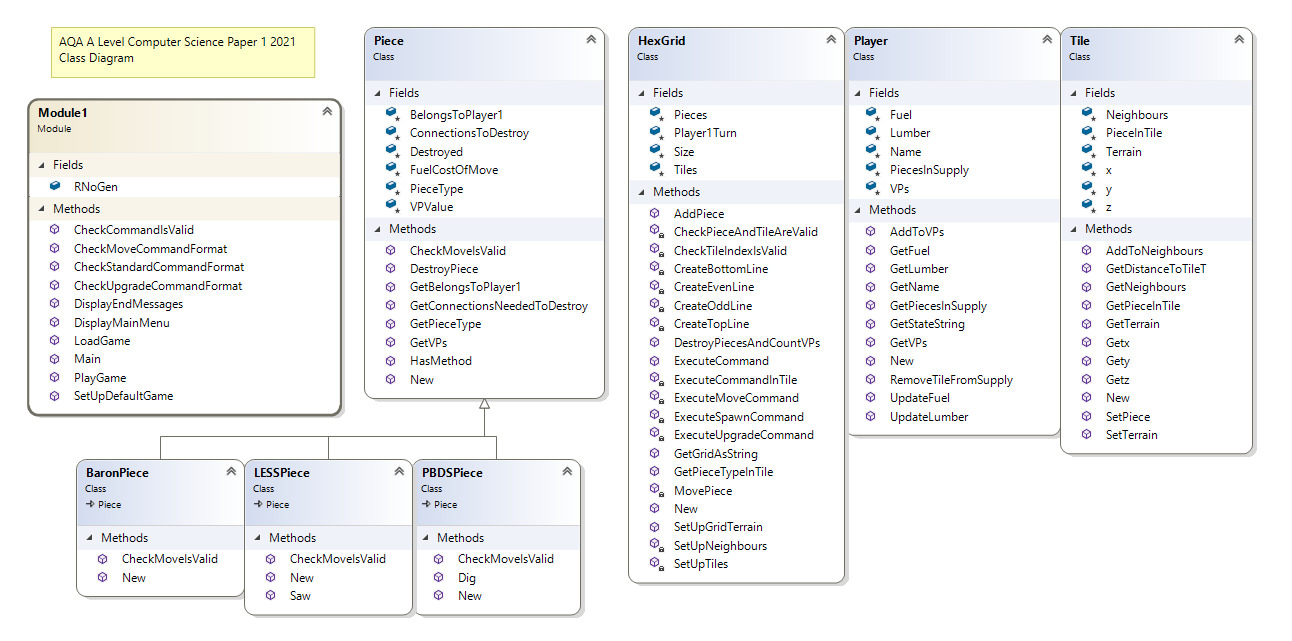 AQA A Level Computer Science Paper 1 2021
Class Diagram
Module1
Module
Fields
RNoGen
Methods
CheckCommandIsValid
CheckMoveCommandFormat
CheckStandardCommandFormat
CheckUpgradeCommandFormat
DisplayEndMessages
DisplayMainMenu
LoadGame
Main
PlayGame
SetUpDefaultGame
Piece
Class
Fields
BelongsToPlayer1
ConnectionsToDestroy
Destroyed
FuelCostOfMove
PieceType
VPValue
Methods
CheckMoveIsValid
DestroyPiece
GetBelongsToPlayer1
GetConnectionsNeededToDestroy
GetPieceType
GetVPs
HasMethod
New
HexGrid
Class
Fields
Pieces
Player1Turn
Size
Tiles
Methods
AddPiece
CheckPieceAndTileAreValid
CheckTileIndexIsValid
CreateBottomLine
CreateEvenLine
CreateOddLine
CreateTopLine
DestroyPiecesAndCountVPs
ExecuteCommand
ExecuteCommandInTile
ExecuteMoveCommand
ExecuteSpawnCommand
ExecuteUpgradeCommand
GetGridAsString
GetPieceTypeInTile
MovePiece
New
SetUpGridTerrain
SetUpNeighbours
SetUpTiles
Player
Class
Fields
Fuel
Lumber
Name
PiecesInSupply
VPs
Methods
AddToVPs
GetFuel
GetLumber
GetName
GetPiecesInSupply
GetStateString
GetVPs
New
RemoveTileFromSupply
UpdateFuel
UpdateLumber
Tile
Class
Fields
Neighbours
PieceInTile
Terrain
x
y
z
Methods
AddToNeighbours
GetDistanceToTileT
GetNeighbours
GetPieceInTile
GetTerrain
Getx
Gety
Getz
New
SetPiece
SetTerrain
BaronPiece
Class
Piece
Methods
CheckMoveIsValid
New
LESSPiece
Class
Piece
Methods
CheckMoveIsValid
New
Saw
PBDSPiece
Class
Piece
Methods
CheckMoveIsValid
Dig
New